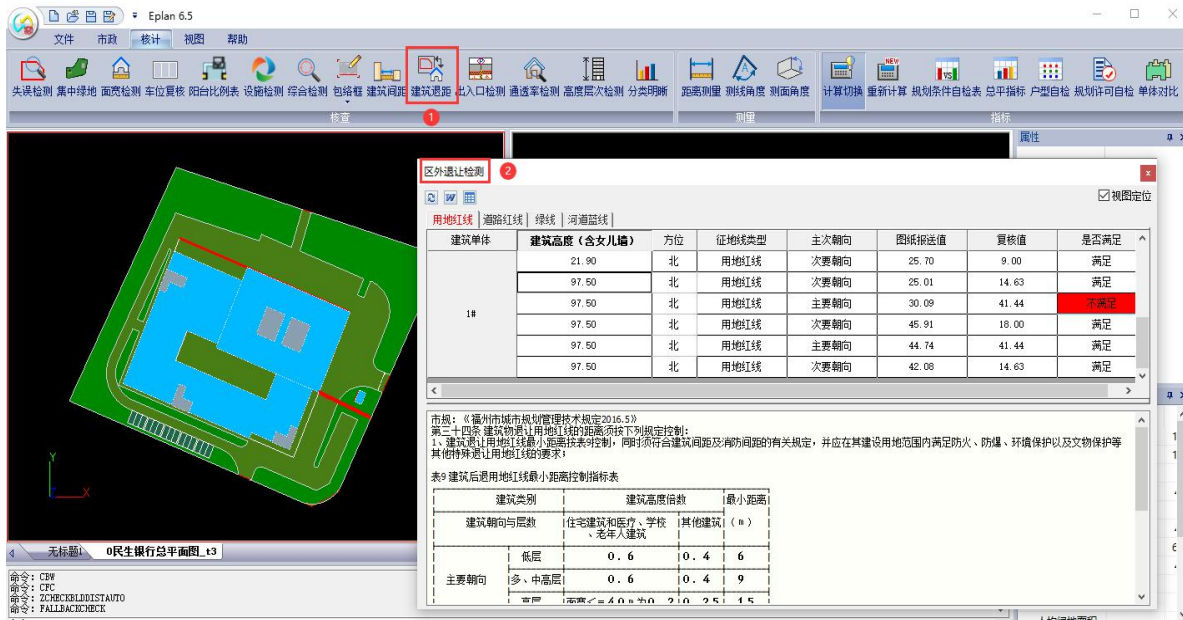 Eplan 6.5
文件 市政 核计 视图 帮助
失误检测 集中绿地 面宽检测 车位复核 阳台比例表 设施检测 综合检测 包络框 建筑间距 建筑退距 出入口检测 通透率检测 高度层次检测 分类明晰 距离测量 测线角度 测面角度 计算切换 重新计算 规划条件自检表 总平指标 户型自检 规划许可自检 单体对比
核查 1 测量 指标
属性
区外退让检测 2
视图定位
用地红线 道路红线 绿线 河道蓝线
建筑单体 建筑高度(含女儿墙) 方位 征地线类型 主次朝向 图纸报送值 复核值 是否满足
21.90 北 用地红线 次要朝向 25.70 9.00 满足
97.50 北 用地红线 次要朝向 25.01 14.63 满足
1# 97.50 北 用地红线 主要朝向 30.09 41.44 不满足
97.50 北 用地红线 次要朝向 45.91 18.00 满足
97.50 北 用地红线 主要朝向 44.74 41.44 满足
97.50 北 用地红线 次要朝向 42.08 14.63 满足
市规:《福州市城市规划管理技术规定2016.5》
第三十四条 建筑物退让用地红线的距离须按下列规定控制:
1、建筑退让用地红线最小距离按表9控制,同时须符合建筑间距及消防间距的有关规定,并应在其建设用地范围内满足防火、防爆、环境保护以及文物保护等
其他特殊退让用地红线的要求;
表9 建筑后退用地红线最小距离控制指标表
建筑类别 建筑高度倍数 最小距离
建筑朝向与层数 住宅建筑和医疗、学校 其他建筑 (m)
、老年人建筑
低层 0.6 0.4 6
主要朝向 多、中高层 0.6 0.4 9
Y
X
无标题1 0民生银行总平面图_t3
命令: CBW
命令: CFC
命令: ZCHECKBLDDISTAUTO
命令: FALLBACKCHECK